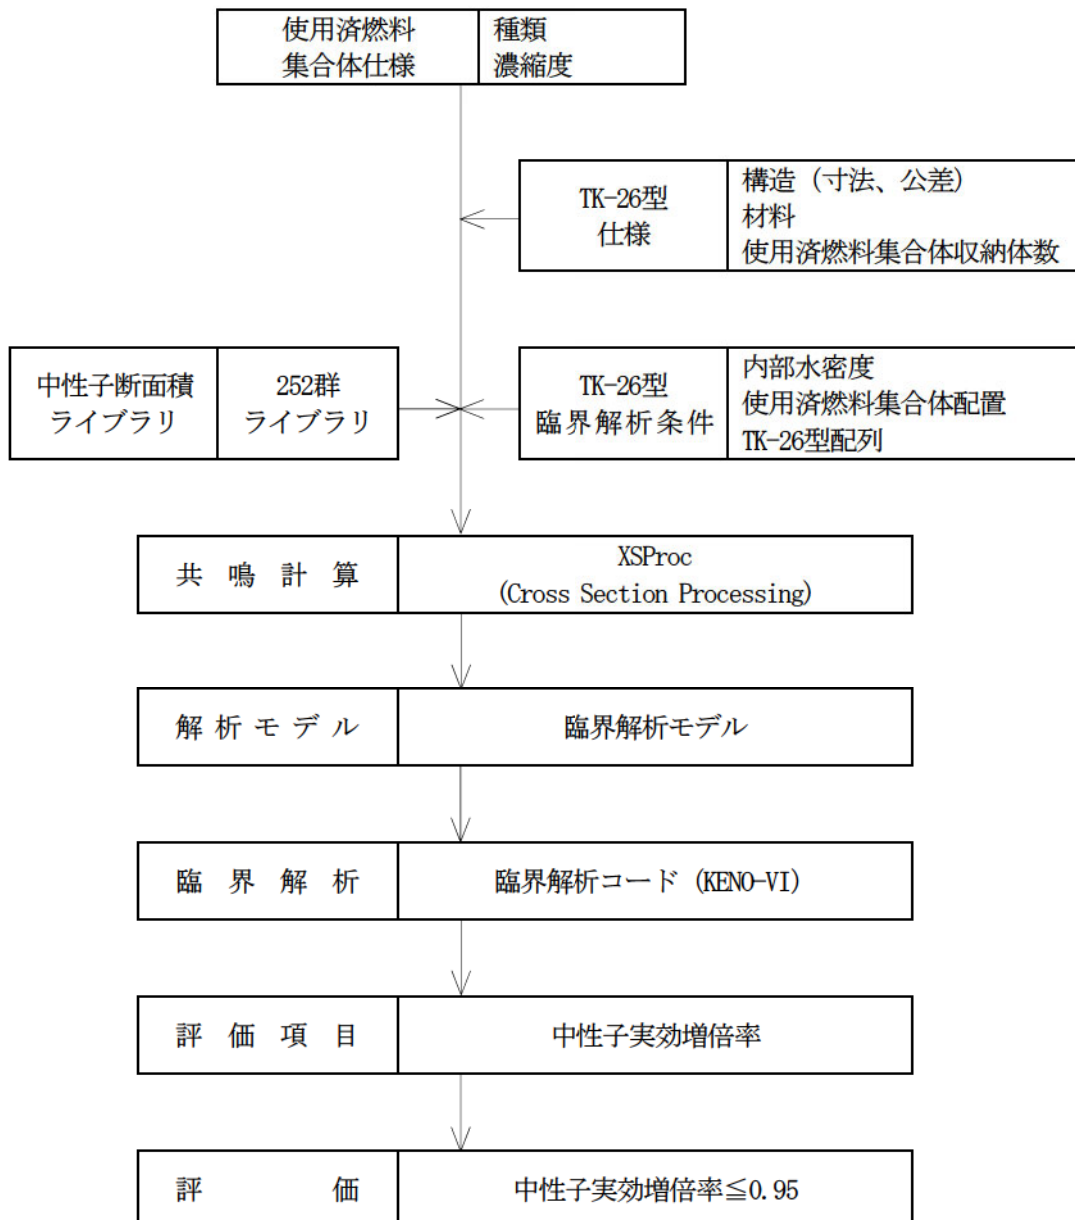 使用済燃料
集合体仕様
種類
濃縮度
TK-26型
仕様
構造（寸法、公差）
材料
使用済燃料集合体収納体数
中性子断面積
ライブラリ
252群
ライブラリ
TK-26型
臨界解析条件
内部水密度
使用済燃料集合体配置
TK-26型配列
共鳴計算
XSProc
(Cross Section Processing)
解析モデル
臨界解析モデル
臨界解析
臨界解析コード（KENO-VI）
評価項目
中性子実効増倍率
評価
中性子実効増倍率≦0.95